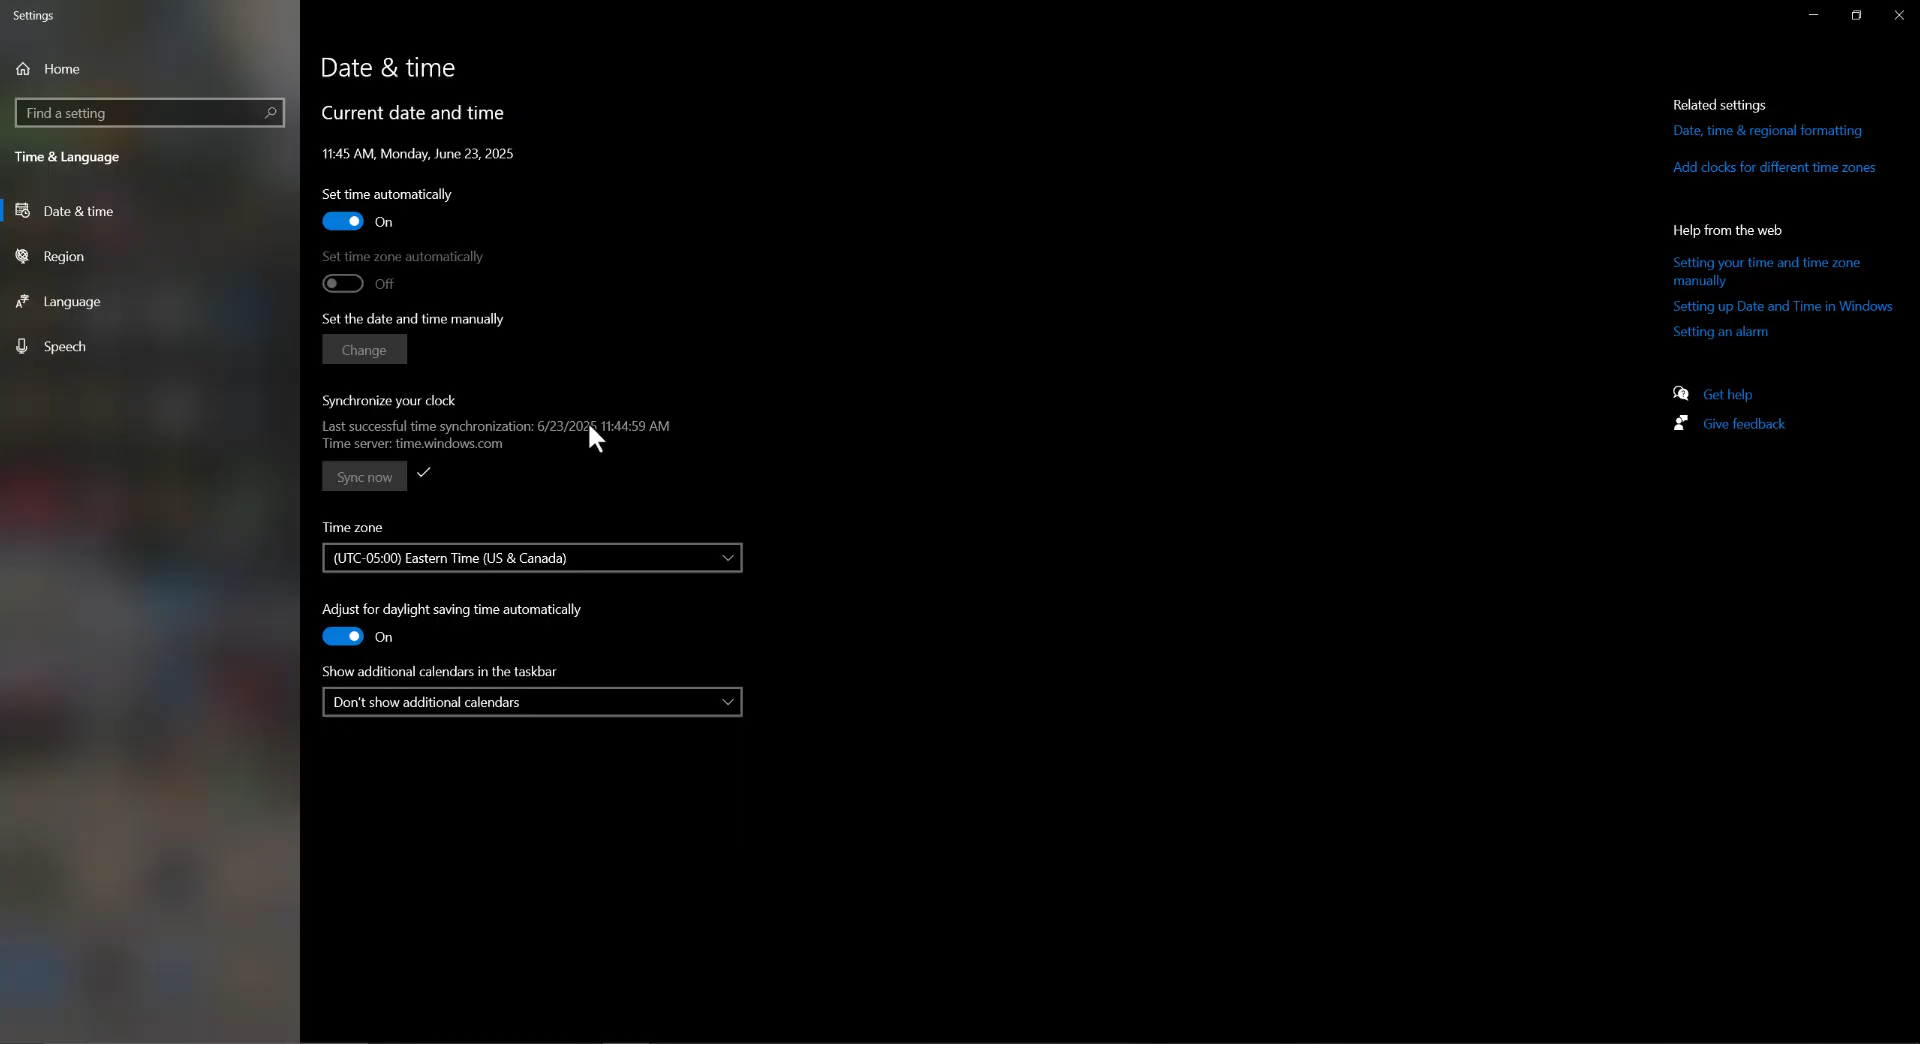 Settings
Home
Find a setting
Time & Language
Date & time
Region
Language
Speech
Date & time
Current date and time
11:45 AM, Monday, June 23, 2025
Set time automatically
On
Set time zone automatically
Off
Set the date and time manually
Change
Synchronize your clock
Last successful time synchronization: 6/23/2025 11:44:59 AM
Time server: time.windows.com
Sync now
Time zone
(UTC-05:00) Eastern Time (US & Canada)
Adjust for daylight saving time automatically
On
Show additional calendars in the taskbar
Don't show additional calendars
Related settings
Date, time & regional formatting
Add clocks for different time zones
Help from the web
Setting your time and time zone
manually
Setting up Date and Time in Windows
Setting an alarm
Get help
Give feedback